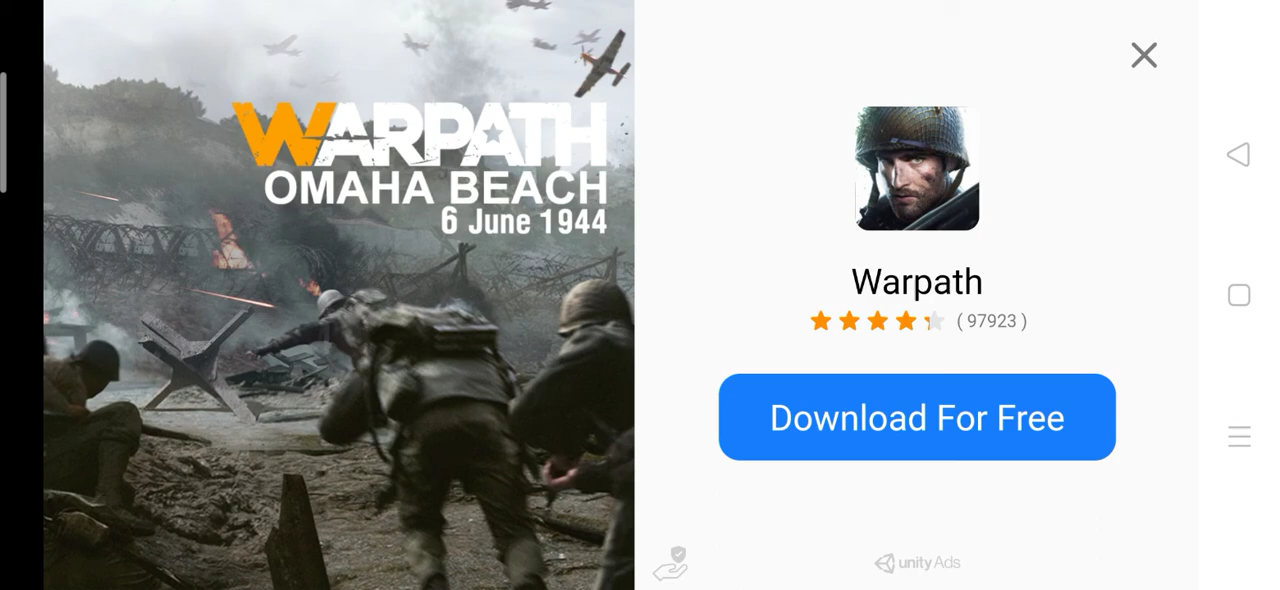 WARPATH
OMAHA BEACH
6 June 1944
Warpath
( 97923 )
Download For Free
unity Ads